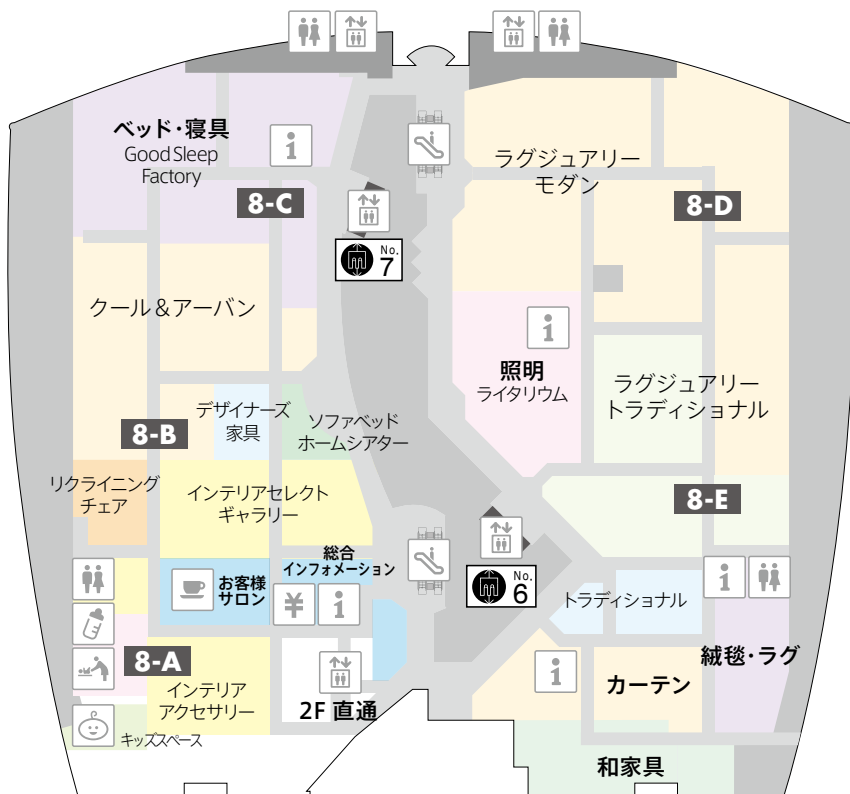 ベッド・寝具
Good Sleep
Factory
8-C
No.
7
ラグジュアリー
モダン
8-D
クール＆アーバン
照明
ライタリウム
ラグジュアリー
トラディショナル
デザイナーズ
家具
ソファベッド
ホームシアター
8-B
リクライニング
チェア
インテリアセレクト
ギャラリー
8-E
総合
インフォメーション
お客様
サロン
¥
No.
6
トラディショナル
8-A
インテリア
アクセサリー
2F 直通
キッズスペース
カーテン
絨毯・ラグ
和家具